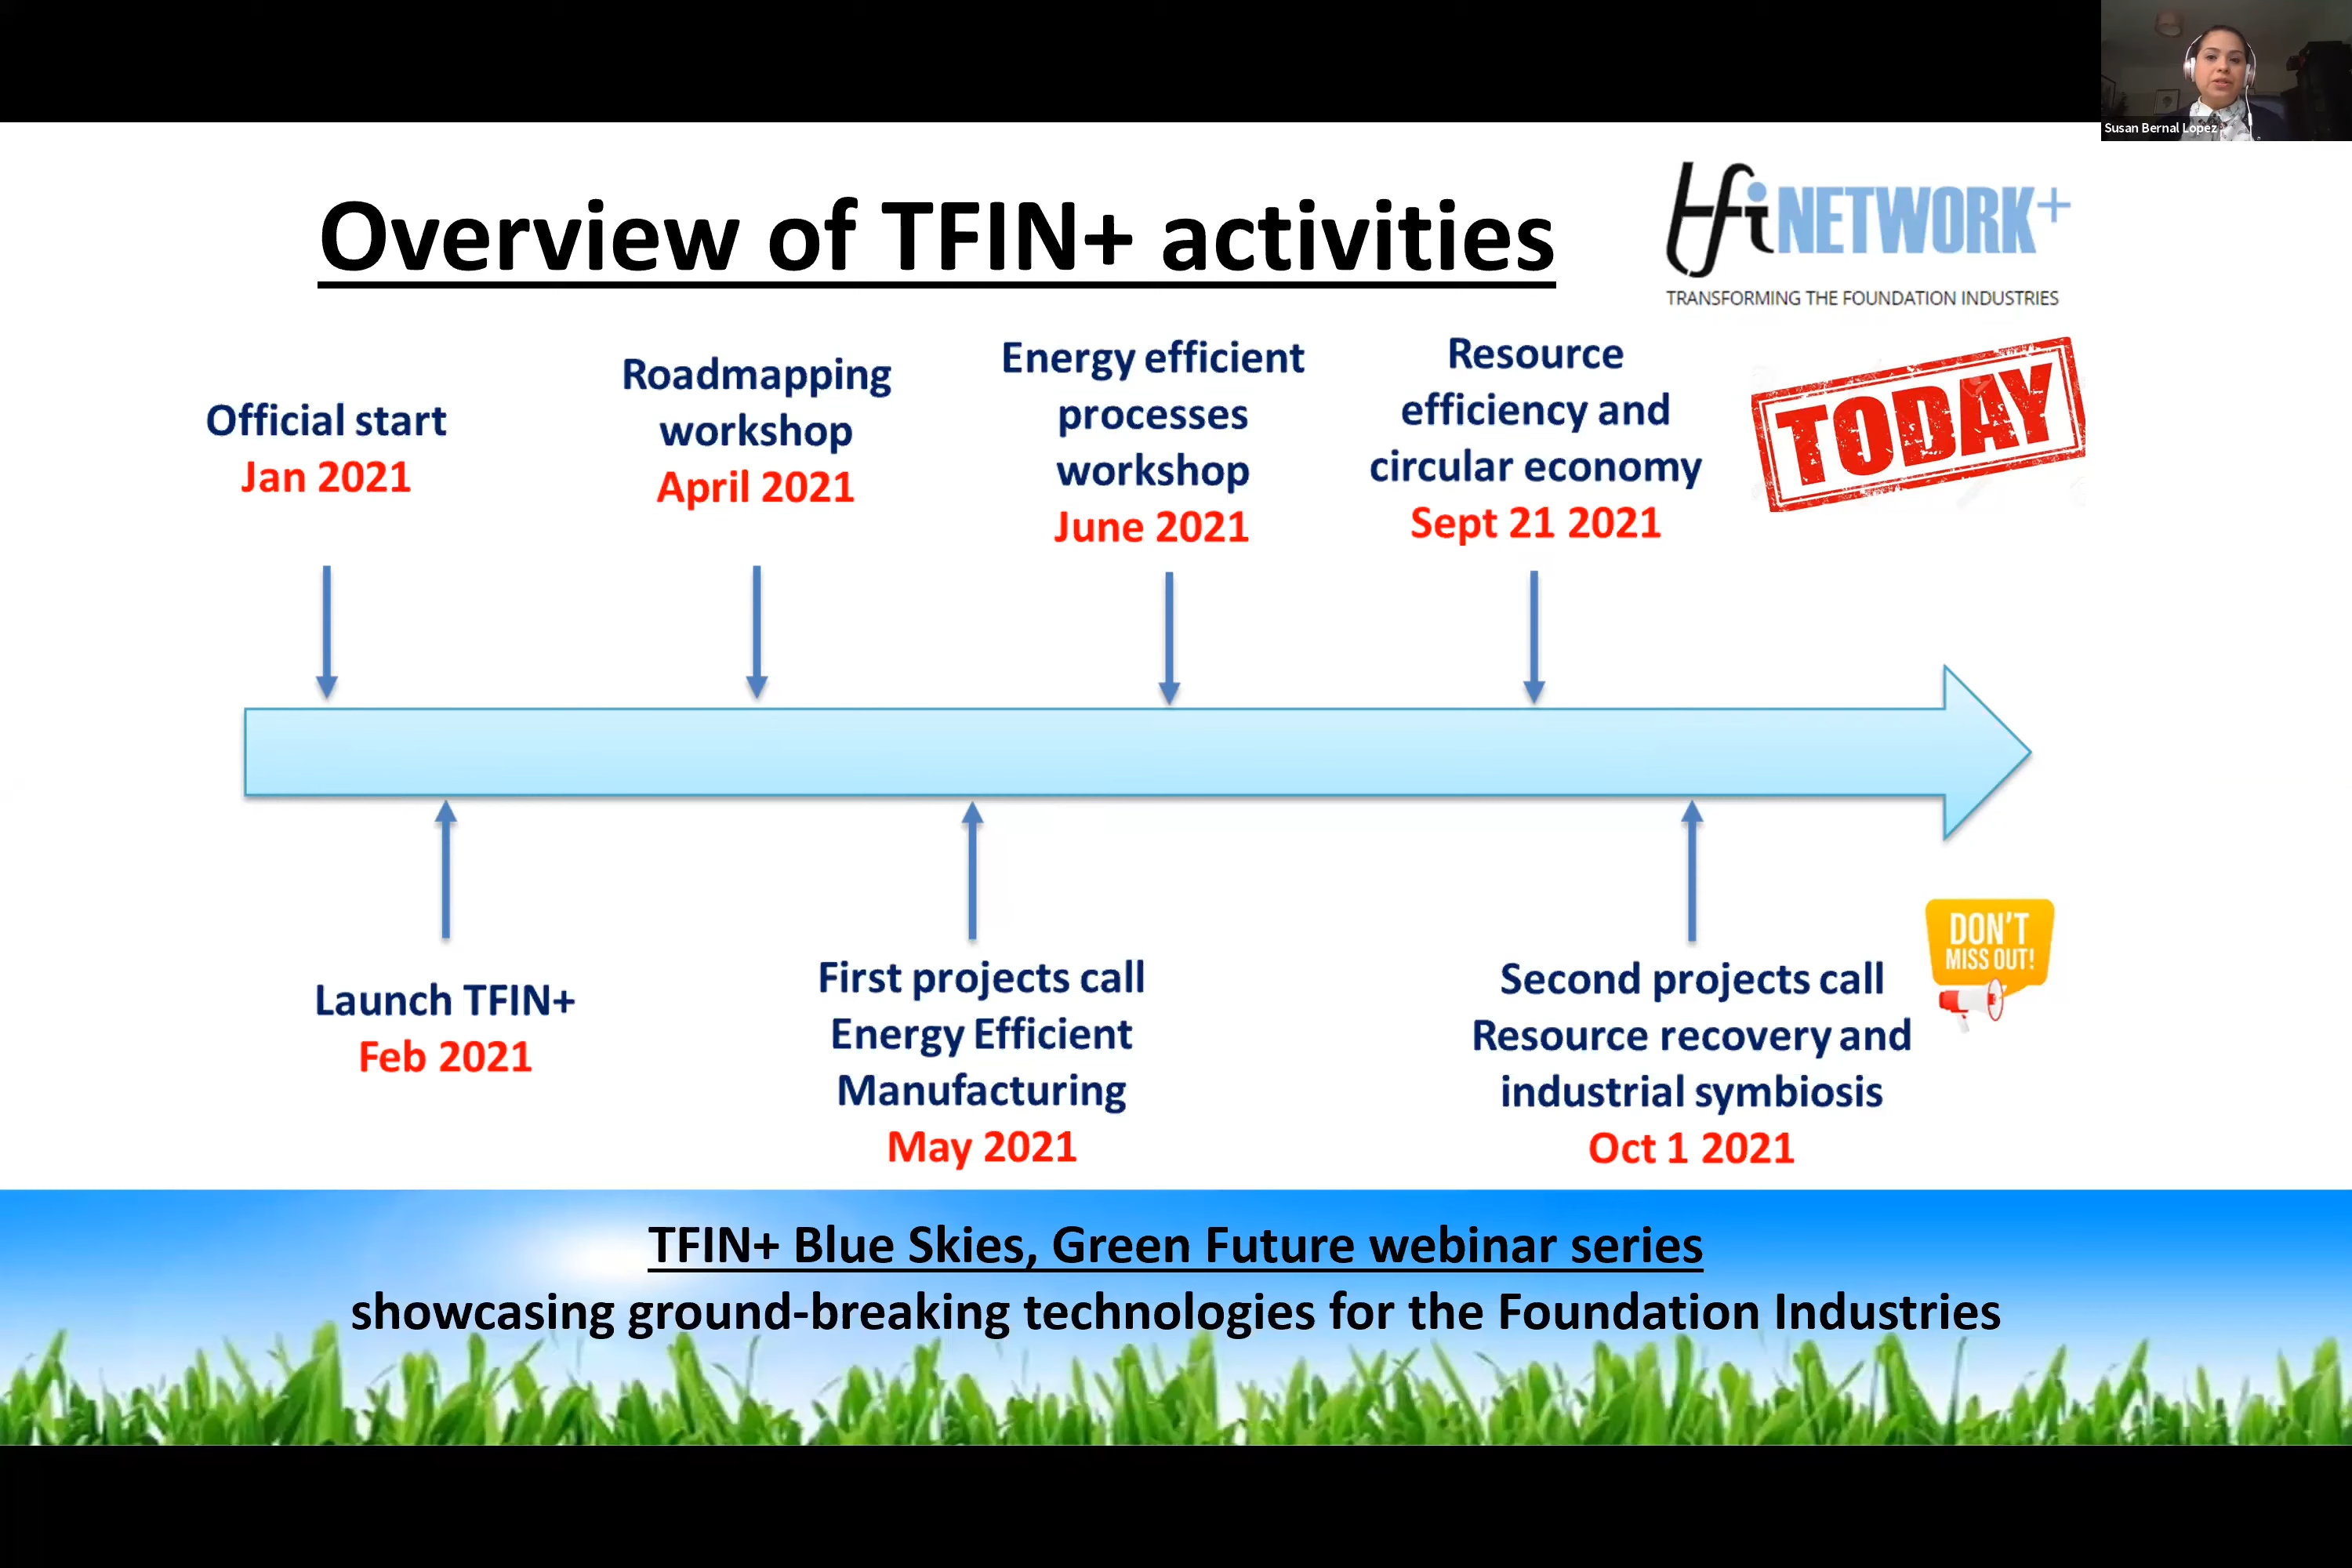 Susan Bernal Lopez
Overview of TFIN+ activities
tfi NETWORK+
TRANSFORMING THE FOUNDATION INDUSTRIES
Official start
Jan 2021
Roadmapping
workshop
April 2021
Energy efficient
processes
workshop
June 2021
Resource
efficiency and
circular economy
Sept 21 2021
TODAY
Launch TFIN+
Feb 2021
First projects call
Energy Efficient
Manufacturing
May 2021
Second projects call
Resource recovery and
industrial symbiosis
Oct 1 2021
DON'T
MISS OUT!
TFIN+ Blue Skies, Green Future webinar series
showcasing ground-breaking technologies for the Foundation Industries